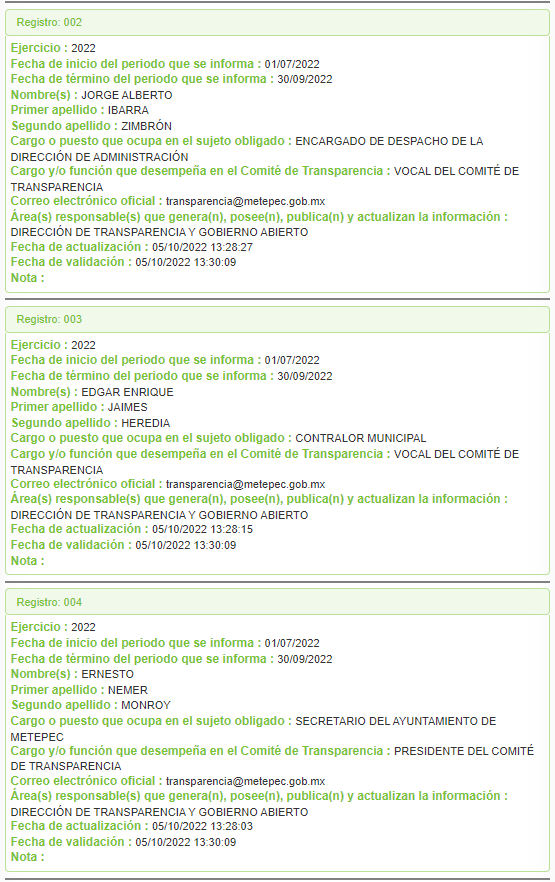 Registro: 002
Ejercicio : 2022
Fecha de inicio del periodo que se informa : 01/07/2022
Fecha de término del periodo que se informa : 30/09/2022
Nombre(s) : JORGE ALBERTO
Primer apellido : IBARRA
Segundo apellido : ZIMBRÓN
Cargo o puesto que ocupa en el sujeto obligado : ENCARGADO DE DESPACHO DE LA
DIRECCIÓN DE ADMINISTRACIÓN
Cargo y/o función que desempeña en el Comité de Transparencia : VOCAL DEL COMITÉ DE
TRANSPARENCIA
Correo electrónico oficial : transparencia@metepec.gob.mx
Área(s) responsable(s) que genera(n), posee(n), publica(n) y actualizan la información :
DIRECCIÓN DE TRANSPARENCIA Y GOBIERNO ABIERTO
Fecha de actualización : 05/10/2022 13:28:27
Fecha de validación : 05/10/2022 13:30:09
Nota :
Registro: 003
Ejercicio : 2022
Fecha de inicio del periodo que se informa : 01/07/2022
Fecha de término del periodo que se informa : 30/09/2022
Nombre(s) : EDGAR ENRIQUE
Primer apellido : JAIMES
Segundo apellido : HEREDIA
Cargo o puesto que ocupa en el sujeto obligado : CONTRALOR MUNICIPAL
Cargo y/o función que desempeña en el Comité de Transparencia : VOCAL DEL COMITÉ DE
TRANSPARENCIA
Correo electrónico oficial : transparencia@metepec.gob.mx
Área(s) responsable(s) que genera(n), posee(n), publica(n) y actualizan la información :
DIRECCIÓN DE TRANSPARENCIA Y GOBIERNO ABIERTO
Fecha de actualización : 05/10/2022 13:28:15
Fecha de validación : 05/10/2022 13:30:09
Nota :
Registro: 004
Ejercicio : 2022
Fecha de inicio del periodo que se informa : 01/07/2022
Fecha de término del periodo que se informa : 30/09/2022
Nombre(s) : ERNESTO
Primer apellido : NEMER
Segundo apellido : MONROY
Cargo o puesto que ocupa en el sujeto obligado : SECRETARIO DEL AYUNTAMIENTO DE
METEPEC
Cargo y/o función que desempeña en el Comité de Transparencia : PRESIDENTE DEL COMITÉ
DE TRANSPARENCIA
Correo electrónico oficial : transparencia@metepec.gob.mx
Área(s) responsable(s) que genera(n), posee(n), publica(n) y actualizan la información :
DIRECCIÓN DE TRANSPARENCIA Y GOBIERNO ABIERTO
Fecha de actualización : 05/10/2022 13:28:03
Fecha de validación : 05/10/2022 13:30:09
Nota :